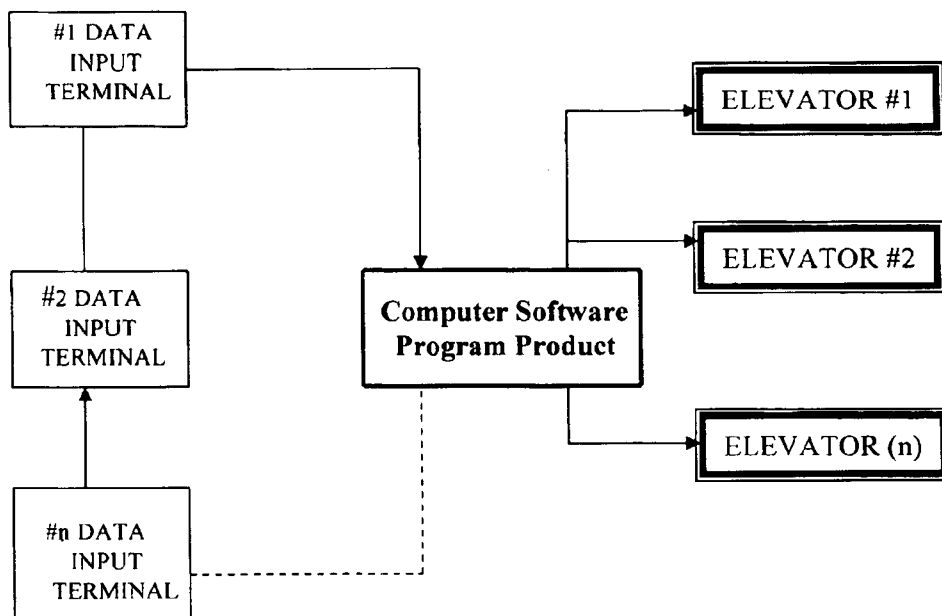 #1 DATA
INPUT
TERMINAL
ELEVATOR #1
ELEVATOR #2
#2 DATA
INPUT
TERMINAL
Computer Software
Program Product
ELEVATOR (n)
#n DATA
INPUT
TERMINAL